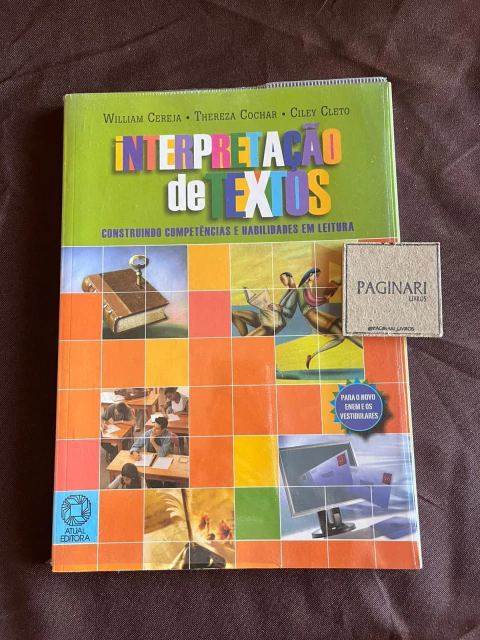 WILLIAM CEREJA • THEREZA COCHAR • CILEY CLETO
iNTERPRETAÇÃO
de TEXTOS
CONSTRUINDO COMPETÊNCIAS E HABILIDADES EM LEITURA
PAGINARI
LIVROS
@PAGINARI_LIVROS
PARA O NOVO
ENEM E OS
VESTIBULARES
ATUAL
EDITORA